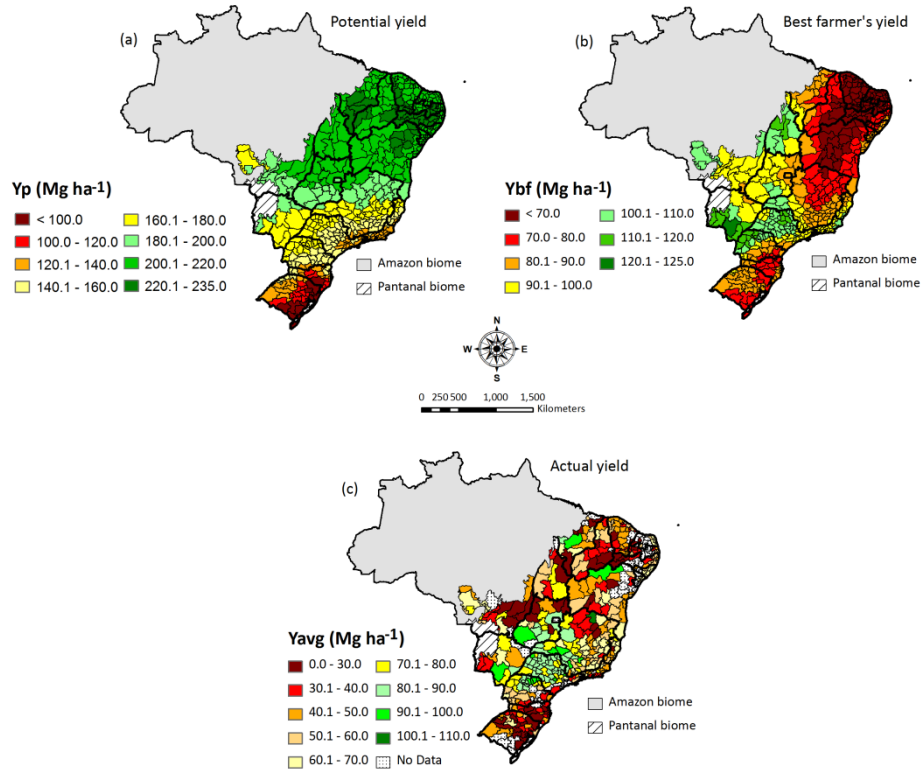 Potential yield
(a)
Yp (Mg ha-1)
< 100.0
100.0 - 120.0
120.1 - 140.0
140.1 - 160.0
160.1 - 180.0
180.1 - 200.0
200.1 - 220.0
220.1 - 235.0
Amazon biome
Pantanal biome
Best farmer's yield
(b)
Ybf (Mg ha-1)
< 70.0
70.0 - 80.0
80.1 - 90.0
90.1 - 100.0
100.1 - 110.0
110.1 - 120.0
120.1 - 125.0
Amazon biome
Pantanal biome
N
W E
S
0 250 500 1,000 1,500
Kilometers
Actual yield
(c)
Yavg (Mg ha-1)
0.0 - 30.0
30.1 - 40.0
40.1 - 50.0
50.1 - 60.0
60.1 - 70.0
70.1 - 80.0
80.1 - 90.0
90.1 - 100.0
100.1 - 110.0
No Data
Amazon biome
Pantanal biome